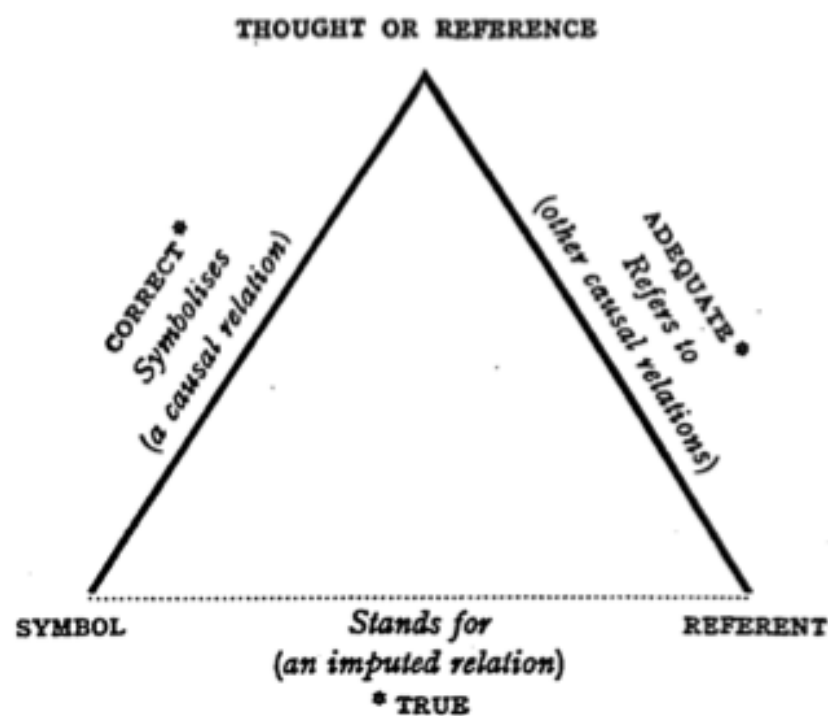 THOUGHT OR REFERENCE
CORRECT*
Symbolises
(a causal relation)
ADEQUATE*
Refers to
(other causal relations)
SYMBOL
Stands for
(an imputed relation)
* TRUE
REFERENT